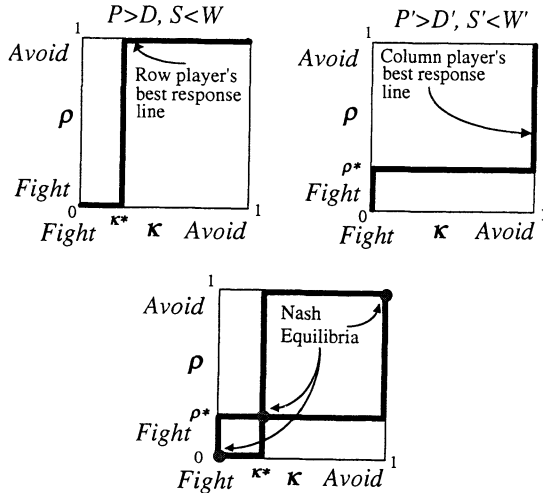 P>D, S<W
1
Avoid
Row player's
best response
line
ρ
Fight
0
κ*
1
Fight κ Avoid
P'>D', S'<W'
1
Avoid
Column player's
best response
line
ρ
ρ*
Fight
0
Fight κ Avoid
1
Avoid
Nash
Equilibria
ρ
ρ*
Fight
0
1
Fight κ* κ Avoid